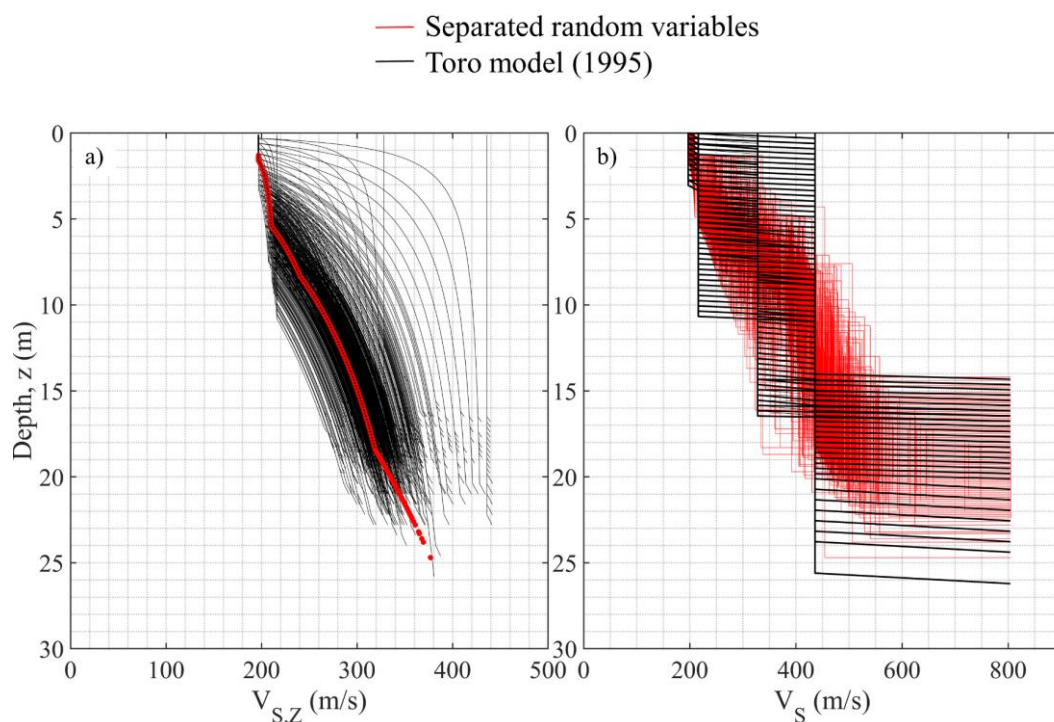 Separated random variables
Toro model (1995)
a)
b)
0
5
10
15
20
25
30
Depth, z (m)
0 100 200 300 400 500
V_{S,Z} (m/s)
0
5
10
15
20
25
30
0 200 400 600 800
V_S (m/s)